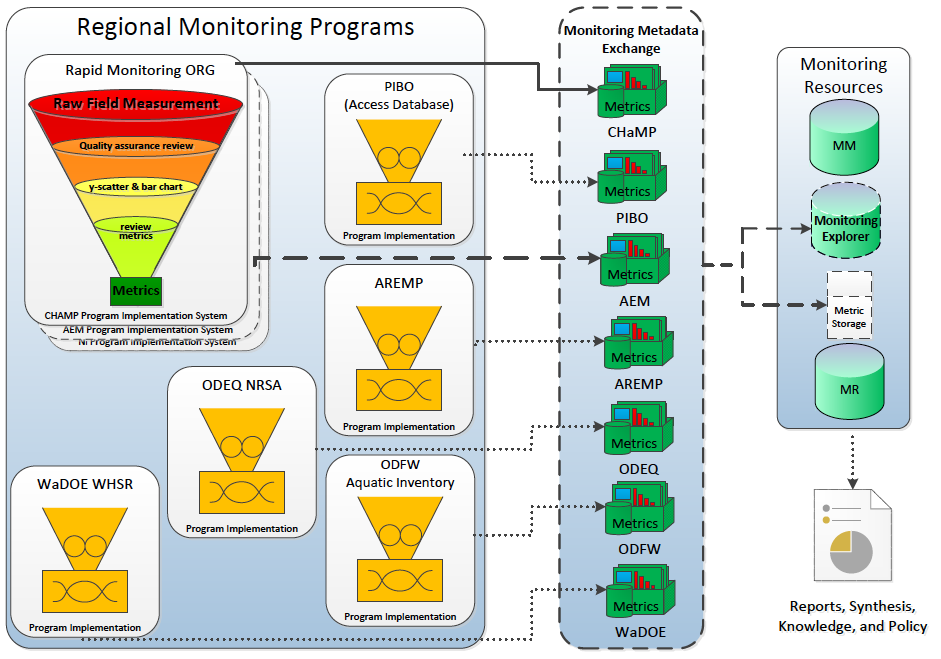 Regional Monitoring Programs
Rapid Monitoring ORG
Raw Field Measurement
Quality assurance review
y-scatter & bar chart
review
metrics
Metrics
CHAMP Program Implementation System
AEM Program Implementation System
Program Implementation System
PIBO
(Access Database)
Program Implementation
AREMP
Program Implementation
ODEQ NRSA
Program Implementation
ODFW
Aquatic Inventory
Program Implementation
WaDOE WHSR
Program Implementation
Monitoring Metadata
Exchange
Metrics
CHaMP
Metrics
PIBO
Metrics
AEM
Metrics
AREMP
Metrics
ODEQ
Metrics
ODFW
Metrics
WaDOE
Monitoring
Resources
MM
Monitoring
Explorer
Metric
Storage
MR
Reports, Synthesis,
Knowledge, and Policy